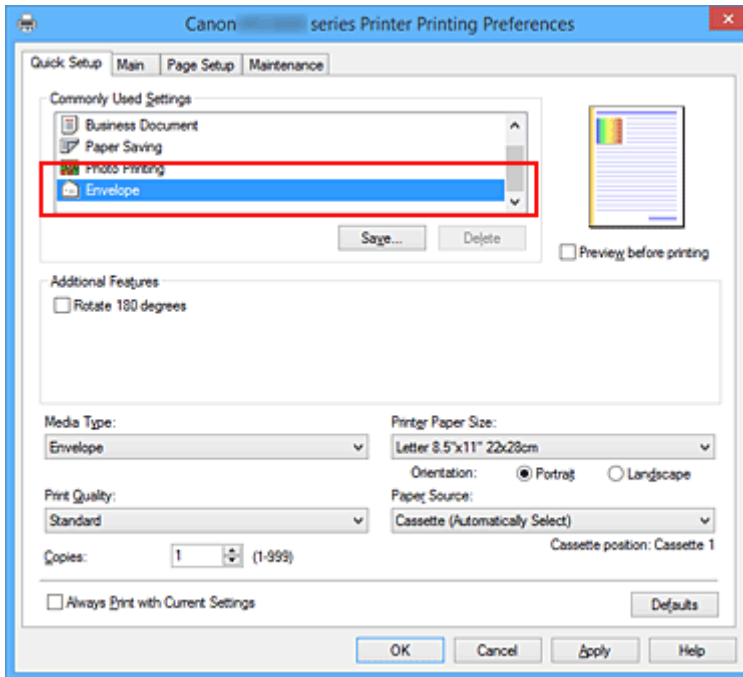 Canon series Printer Printing Preferences
Quick Setup Main Page Setup Maintenance
Commonly Used Settings
Business Document
Paper Saving
Photo Printing
Envelope
Save... Delete
Preview before printing
Additional Features
Rotate 180 degrees
Media Type: Printer Paper Size:
Envelope Letter 8.5"x11" 22x28cm
Orientation: Portrait Landscape
Print Quality: Paper Source:
Standard Cassette (Automatically Select)
Cassette position: Cassette 1
Copies: 1 (1-999)
Always Print with Current Settings Defaults
OK Cancel Apply Help